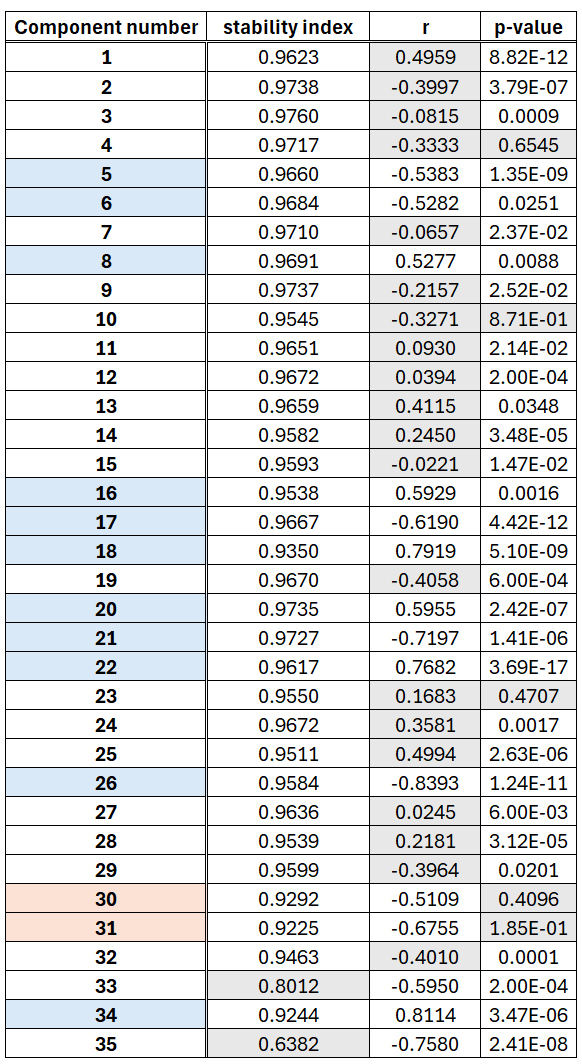 Component number stability index r p-value
1 0.9623 0.4959 8.82E-12
2 0.9738 -0.3997 3.79E-07
3 0.9760 -0.0815 0.0009
4 0.9717 -0.3333 0.6545
5 0.9660 -0.5383 1.35E-09
6 0.9684 -0.5282 0.0251
7 0.9710 -0.0657 2.37E-02
8 0.9691 0.5277 0.0088
9 0.9737 -0.2157 2.52E-02
10 0.9545 -0.3271 8.71E-01
11 0.9651 0.0930 2.14E-02
12 0.9672 0.0394 2.00E-04
13 0.9659 0.4115 0.0348
14 0.9582 0.2450 3.48E-05
15 0.9593 -0.0221 1.47E-02
16 0.9538 0.5929 0.0016
17 0.9667 -0.6190 4.42E-12
18 0.9350 0.7919 5.10E-09
19 0.9670 -0.4058 6.00E-04
20 0.9735 0.5955 2.42E-07
21 0.9727 -0.7197 1.41E-06
22 0.9617 0.7682 3.69E-17
23 0.9550 0.1683 0.4707
24 0.9672 0.3581 0.0017
25 0.9511 0.4994 2.63E-06
26 0.9584 -0.8393 1.24E-11
27 0.9636 0.0245 6.00E-03
28 0.9539 0.2181 3.12E-05
29 0.9599 -0.3964 0.0201
30 0.9292 -0.5109 0.4096
31 0.9225 -0.6755 1.85E-01
32 0.9463 -0.4010 0.0001
33 0.8012 -0.5950 2.00E-04
34 0.9244 0.8114 3.47E-06
35 0.6382 -0.7580 2.41E-08